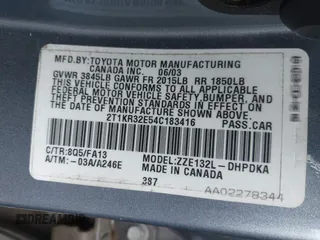 MFD.BY:TOYOTA MOTOR MANUFACTURING
CANADA INC. 06/03
GVWR 3845LB GAWR FR 2015LB RR 1850LB
THIS VEHICLE CONFORMS TO ALL APPLICABLE
FEDERAL MOTOR VEHICLE SAFETY, BUMPER,
AND THEFT PREVENTION STANDARDS IN
EFFECT ON THE DATE OF MANUFACTURE
SHOWN ABOVE.
2T1KR32E54C183416 PASS.CAR
C/TR:8Q5/FA13 MODEL:ZZE132L-DHPDKA
A/TM:-03A/A246E MADE IN CANADA
387
AA02278344
DREAMBID